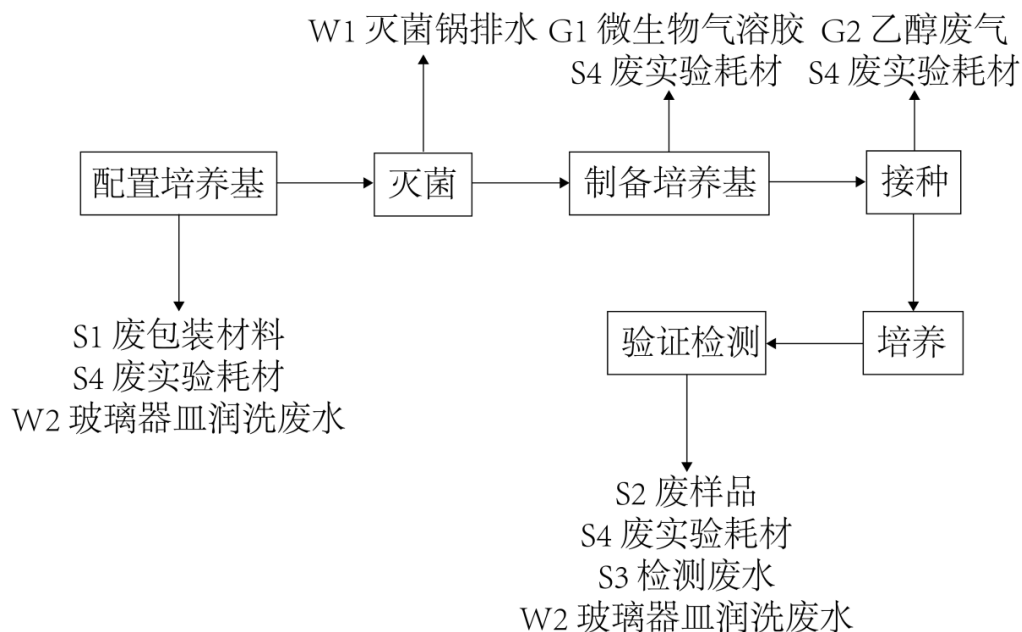 W1 灭菌锅排水 G1 微生物气溶胶 G2 乙醇废气
S4 废实验耗材 S4 废实验耗材
配置培养基 灭菌 制备培养基 接种
S1 废包装材料
S4 废实验耗材
W2 玻璃器皿润洗废水
验证检测 培养
S2 废样品
S4 废实验耗材
S3 检测废水
W2 玻璃器皿润洗废水